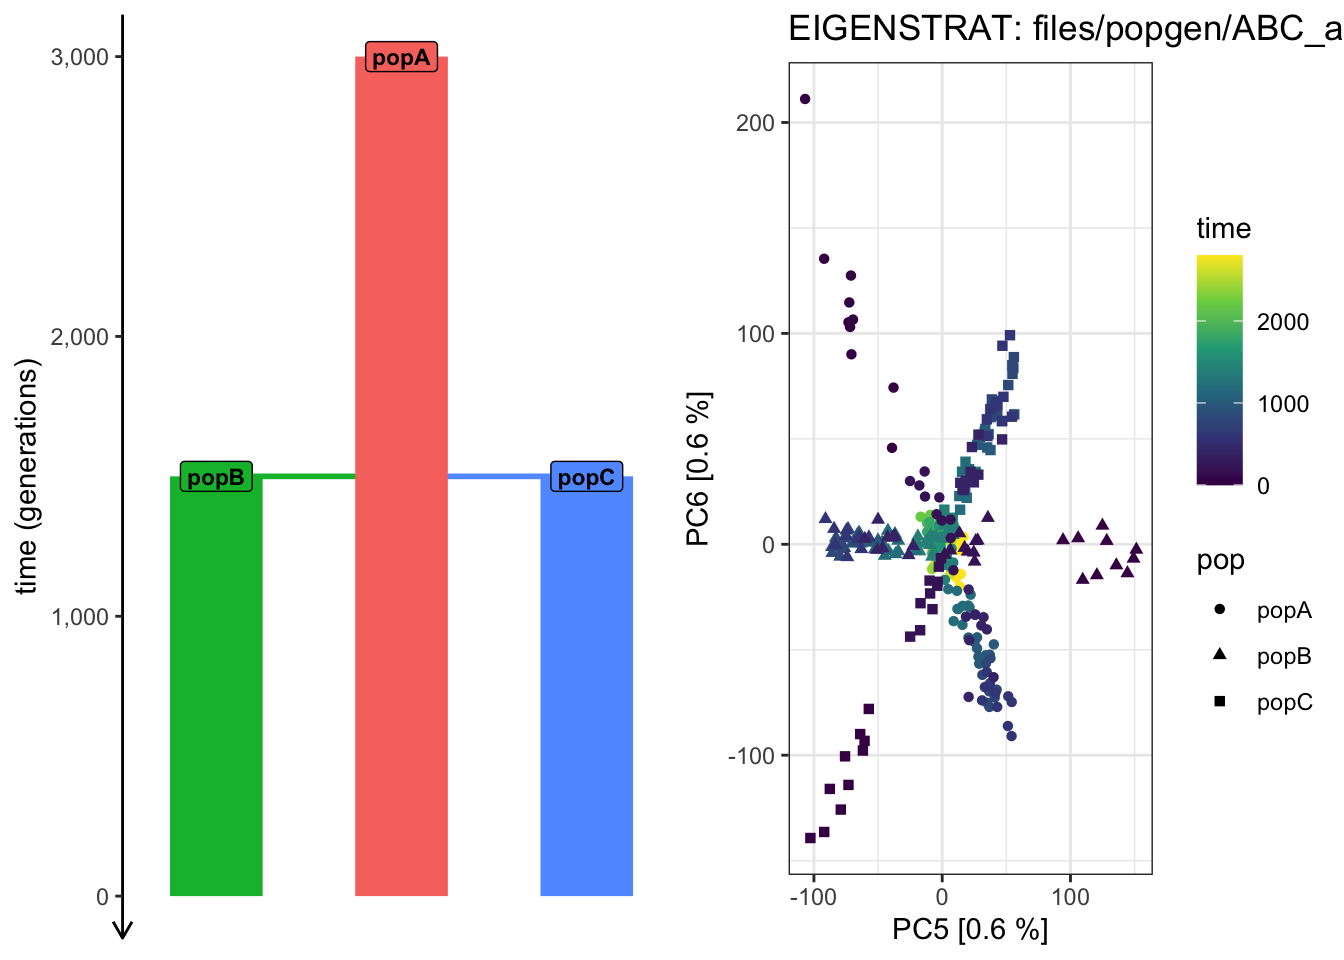 3,000
2,000
1,000
0
time (generations)
popA
popB
popC
EIGENSTRAT: files/popgen/ABC_a
200
100
0
-100
PC6 [0.6 %]
-100
0
100
PC5 [0.6 %]
time
2000
1000
0
pop
popA
popB
popC